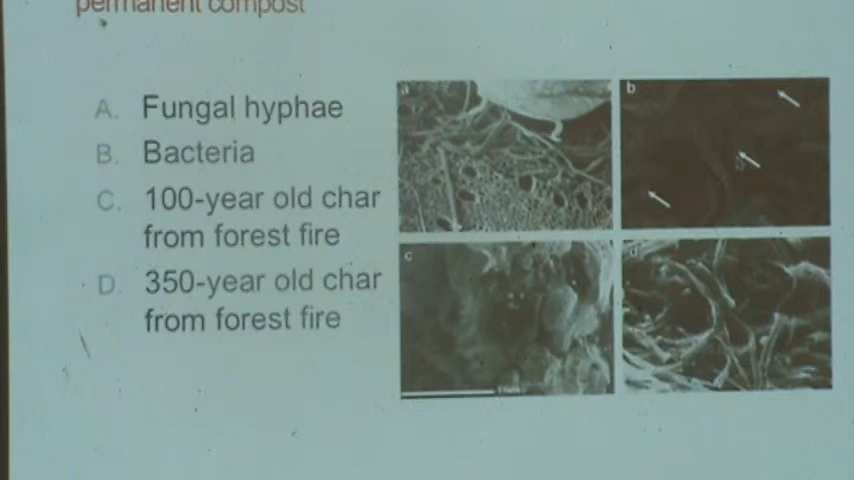 permanent compost
A. Fungal hyphae
B. Bacteria
C. 100-year old char
from forest fire
D. 350-year old char
from forest fire
a
b
c
d